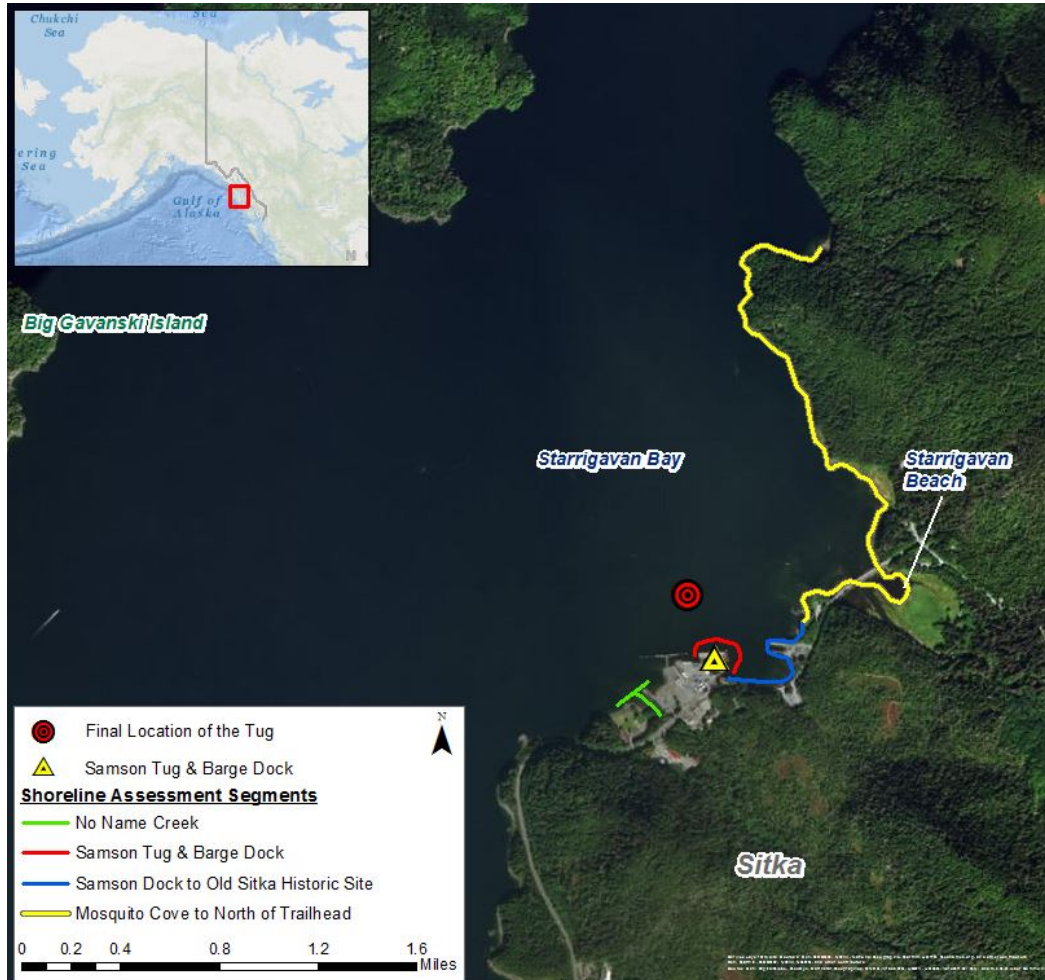 Chukchi
Sea
Sea
ering
Sea
Gulf of
Alaska
N
Big Gavanski Island
Starrigavan Bay
Starrigavan
Beach
Sitka
N
Final Location of the Tug
Samson Tug & Barge Dock
Shoreline Assessment Segments
No Name Creek
Samson Tug & Barge Dock
Samson Dock to Old Sitka Historic Site
Mosquito Cove to North of Trailhead
0 0.2 0.4 0.8 1.2 1.6
Miles